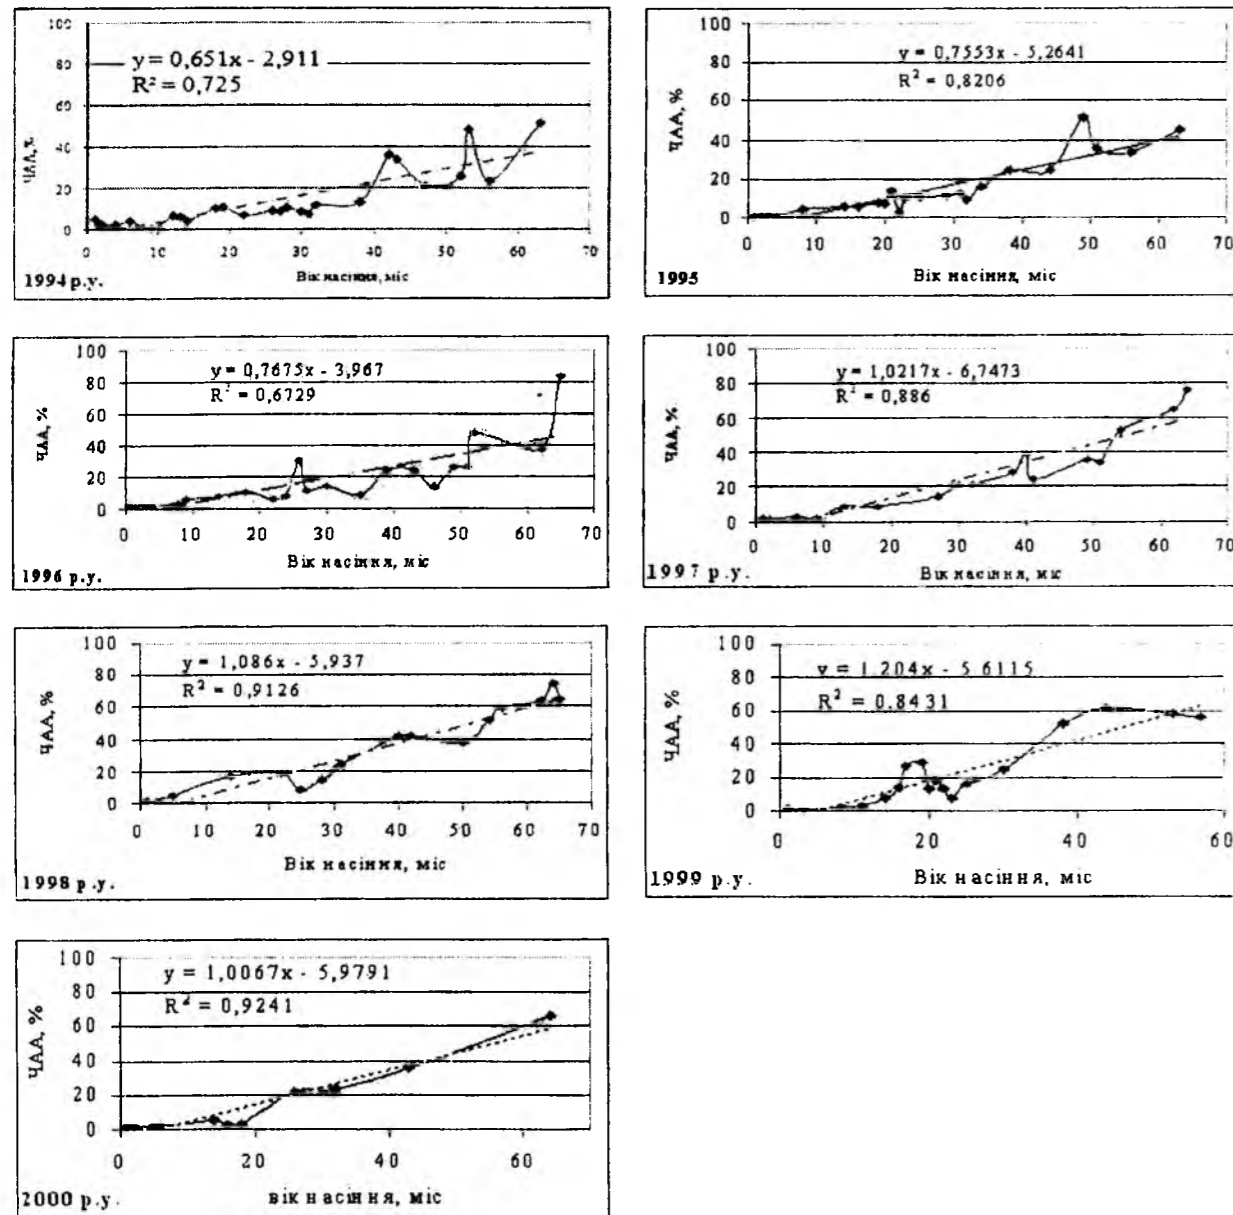 100
80
60
40
20
0
ЧАА, %
y = 0,651x - 2,911
R² = 0,725
0 10 20 30 40 50 60 70
Вік насіння, міс
1994 р.у.
100
80
60
40
20
0
ЧАА, %
y = 0,7553x - 5,2641
R² = 0,8206
0 10 20 30 40 50 60 70
Вік насіння, міс
1995
100
80
60
40
20
0
ЧАА, %
y = 0,7675x - 3,967
R² = 0,6729
0 10 20 30 40 50 60 70
Вік насіння, міс
1996 р.у.
100
80
60
40
20
0
ЧАА, %
y = 1,0217x - 6,7473
R² = 0,886
0 10 20 30 40 50 60 70
Вік насіння, міс
1997 р.у.
100
80
60
40
20
0
ЧАА, %
y = 1,086x - 5,937
R² = 0,9126
0 10 20 30 40 50 60 70
Вік насіння, міс
1998 р.у.
100
80
60
40
20
0
ЧАА, %
y = 1.204x - 5.6115
R² = 0.8431
0 20 40 60
Вік насіння, міс
1999 р.у.
100
80
60
40
20
0
ЧАА, %
y = 1,0067x - 5,9791
R² = 0,9241
0 20 40 60
вік насіння, міс
2000 р.у.